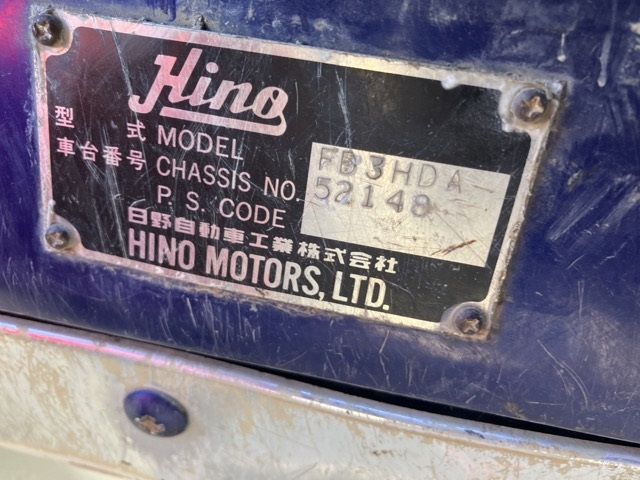 Hino
型 式 MODEL FB3HDA
車台番号 CHASSIS NO. 52148
P. S. CODE
日野自動車工業株式会社
HINO MOTORS, LTD.